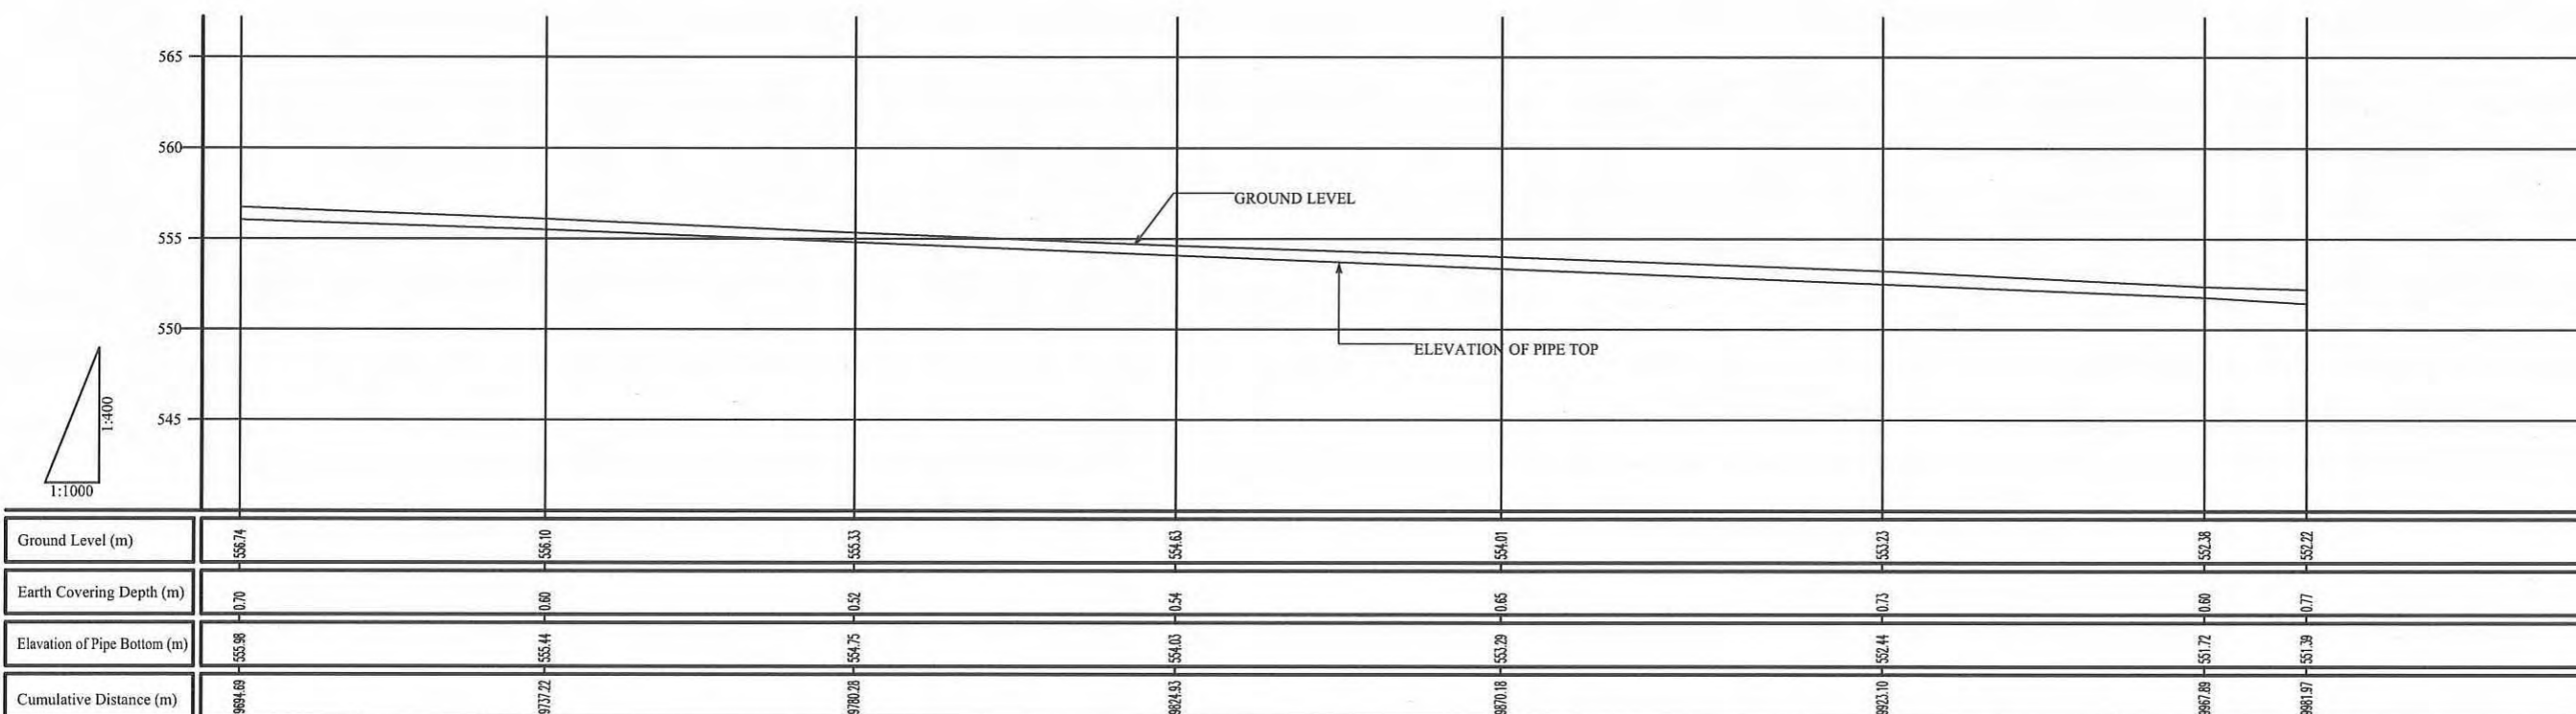 565
560
555
550
545
GROUND LEVEL
ELEVATION OF PIPE TOP
1:400
1:1000
Ground Level (m) 556.74 556.10 555.33 554.63 554.01 553.23 552.38 552.22
Earth Covering Depth (m) 0.70 0.60 0.52 0.54 0.65 0.73 0.60 0.77
Elavation of Pipe Bottom (m) 555.98 555.44 554.75 554.03 553.29 552.44 551.72 551.39
Cumulative Distance (m) 9694.69 9737.22 9780.28 9824.93 9870.18 9923.10 9967.89 9981.97